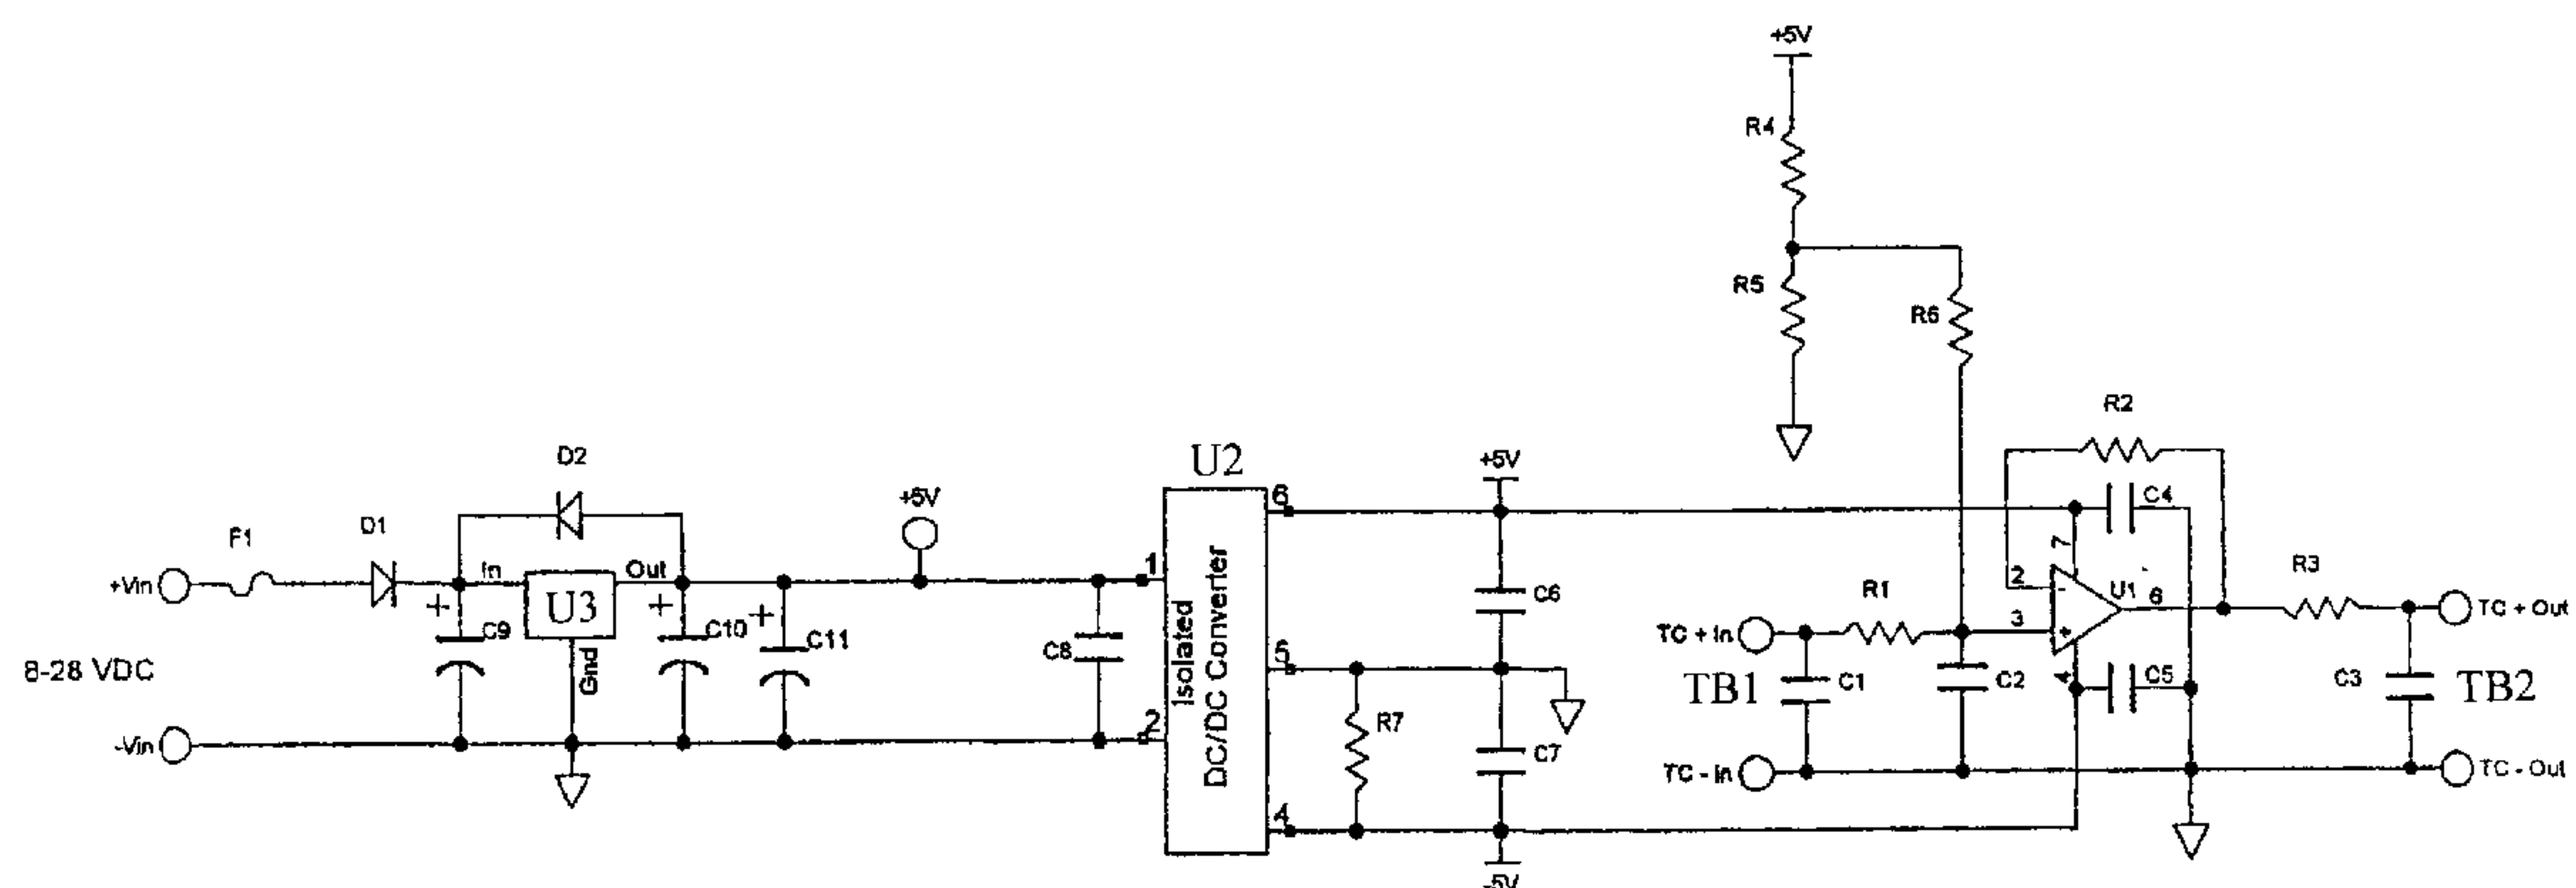 +5V
R4
R5
R6
R2
D2
U2
+5V
C4
F1
D1
+5V
6
7
+Vin
In
Out
1
2
U1
6
R3
+
U3
+
+
C6
R1
3
-
+
TC + Out
C9
C10
C11
C8
Isolated
DC/DC Converter
TC + In
8-28 VDC
Gnd
5
TB1
C1
C2
4
C5
C3
TB2
2
R7
C7
-Vin
TC - In
TC - Out
4
-5V